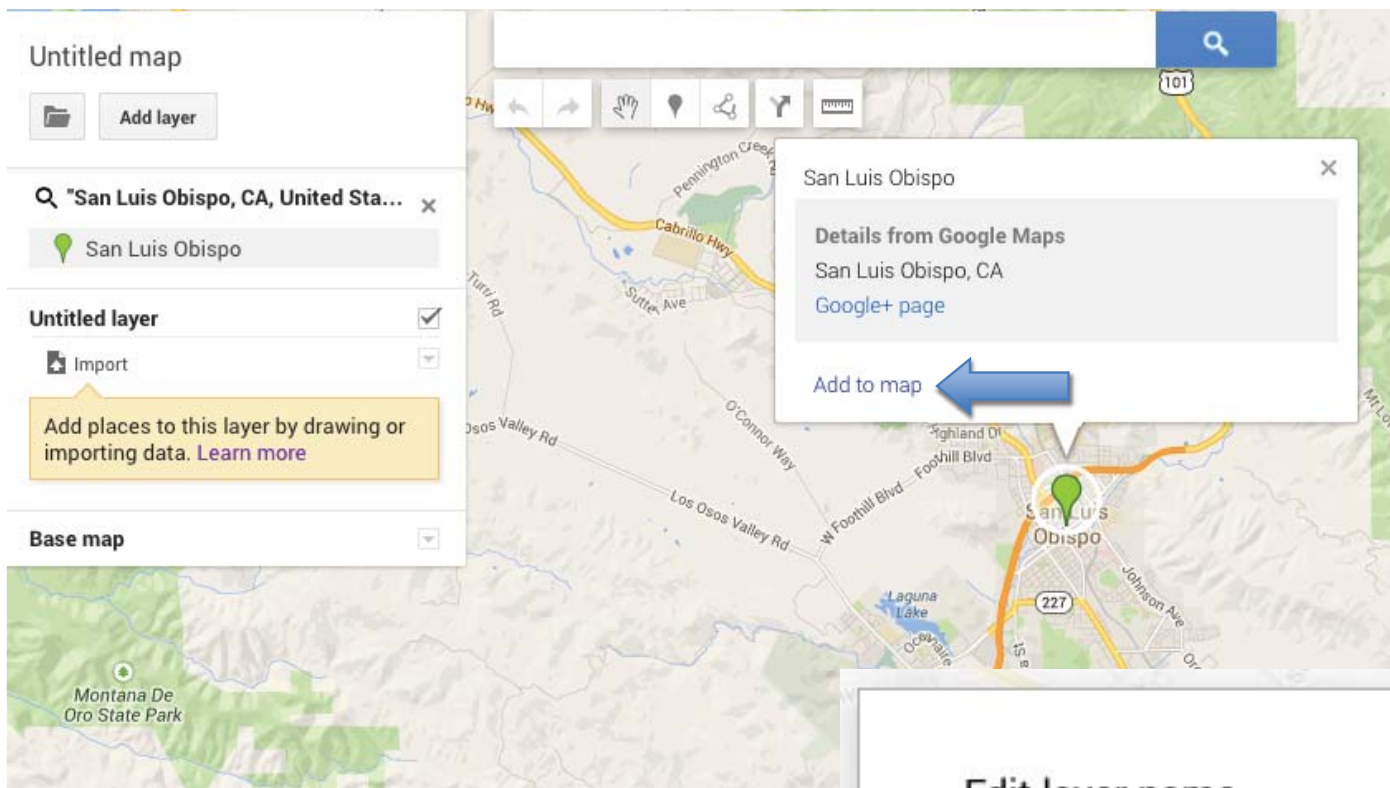 Untitled map
Add layer
"San Luis Obispo, CA, United Sta...
San Luis Obispo
Untitled layer
Import
Add places to this layer by drawing or
importing data. Learn more
Base map
101
San Luis Obispo
Details from Google Maps
San Luis Obispo, CA
Google+ page
Add to map
Pennington Creek
Cabrillo Hwy
Turri Rd
Sutter Ave
O'Connor Way
Valley Rd
Los Osos Valley Rd
W Foothill Blvd
Foothill Blvd
San Luis
Obispo
Laguna
Lake
227
Johnson Ave
Montana De
Oro State Park
Edit layer name